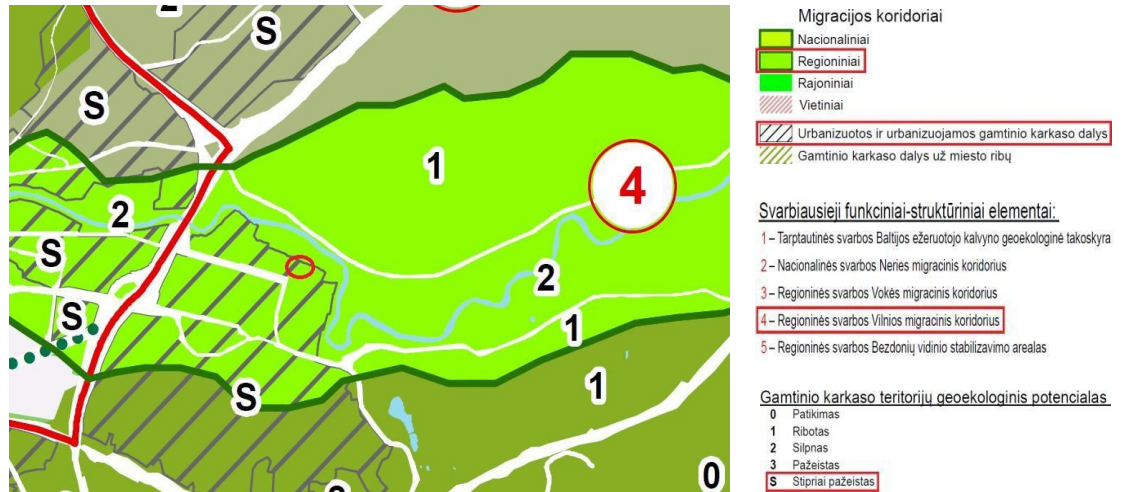 S
S
1
4
2
S
2
S
1
S
1
0
Migracijos koridoriai
Nacionaliniai
Regioniniai
Rajoniniai
Vietiniai
Urbanizuotos ir urbanizuojamos gamtinio karkaso dalys
Gamtinio karkaso dalys už miesto ribų
Svarbiausieji funkciniai-struktūriniai elementai:
1 – Tarptautinės svarbos Baltijos ežeruotojo kalvyno geoekologinė takoskyra
2 – Nacionalinės svarbos Neries migracinis koridorius
3 – Regioninės svarbos Vokės migracinis koridorius
4 – Regioninės svarbos Vilnios migracinis koridorius
5 – Regioninės svarbos Bezdonių vidinio stabilizavimo arealas
Gamtinio karkaso teritorijų geoekologinis potencialas
0 Patikimas
1 Ribotas
2 Silpnas
3 Pažeistas
S Stipriai pažeistas